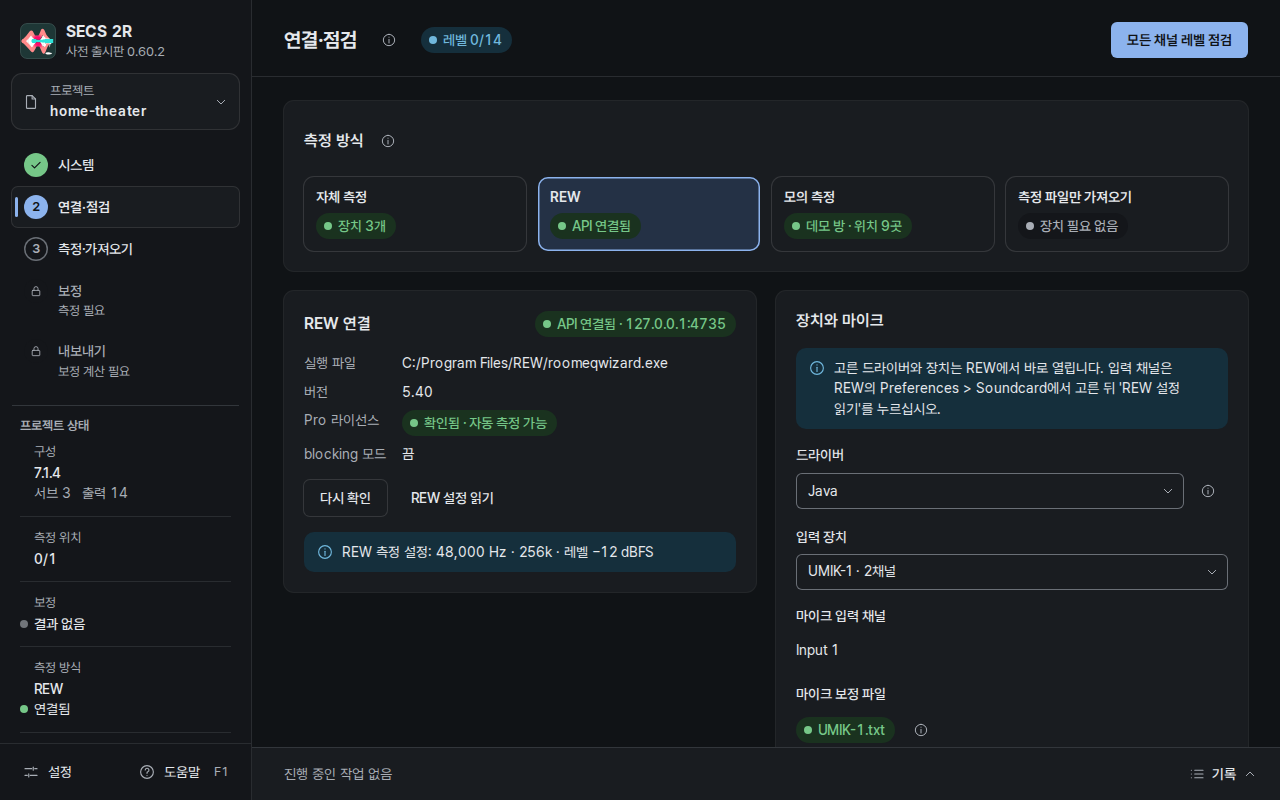 SECS 2R
사전 출시판 0.60.2
프로젝트
home-theater
시스템
2 연결·점검
3 측정·가져오기
보정
측정 필요
내보내기
보정 계산 필요
프로젝트 상태
구성
7.1.4
서브 3 출력 14
측정 위치
0/1
보정
결과 없음
측정 방식
REW
연결됨
설정
도움말 F1
연결·점검
레벨 0/14
모든 채널 레벨 점검
측정 방식
자체 측정
장치 3개
REW
API 연결됨
모의 측정
데모 방 · 위치 9곳
측정 파일만 가져오기
장치 필요 없음
REW 연결
API 연결됨 · 127.0.0.1:4735
실행 파일 C:/Program Files/REW/roomeqwizard.exe
버전 5.40
Pro 라이선스 확인됨 · 자동 측정 가능
blocking 모드 끔
다시 확인
REW 설정 읽기
REW 측정 설정: 48,000 Hz · 256k · 레벨 −12 dBFS
장치와 마이크
고른 드라이버와 장치는 REW에서 바로 열립니다. 입력 채널은
REW의 Preferences > Soundcard에서 고른 뒤 'REW 설정
읽기'를 누르십시오.
드라이버
Java
입력 장치
UMIK-1 · 2채널
마이크 입력 채널
Input 1
마이크 보정 파일
UMIK-1.txt
진행 중인 작업 없음
기록